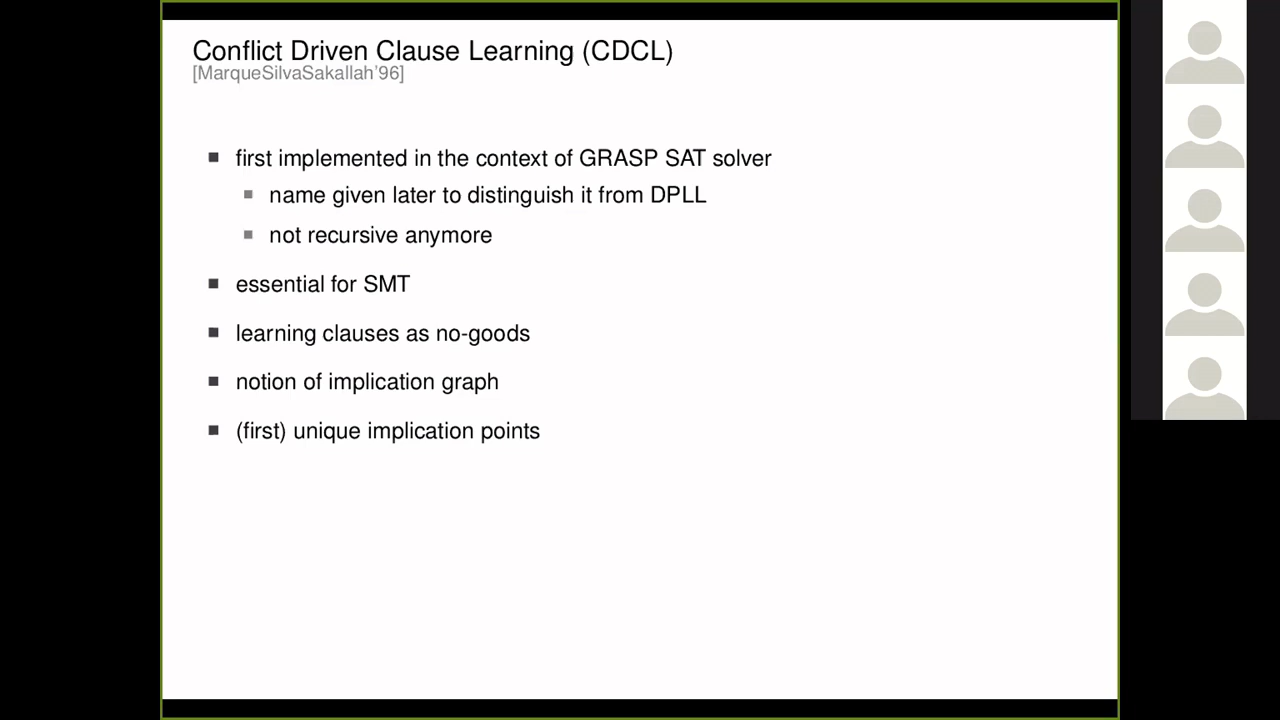 Conflict Driven Clause Learning (CDCL)
[MarqueSilvaSakallah'96]
first implemented in the context of GRASP SAT solver
name given later to distinguish it from DPLL
not recursive anymore
essential for SMT
learning clauses as no-goods
notion of implication graph
(first) unique implication points